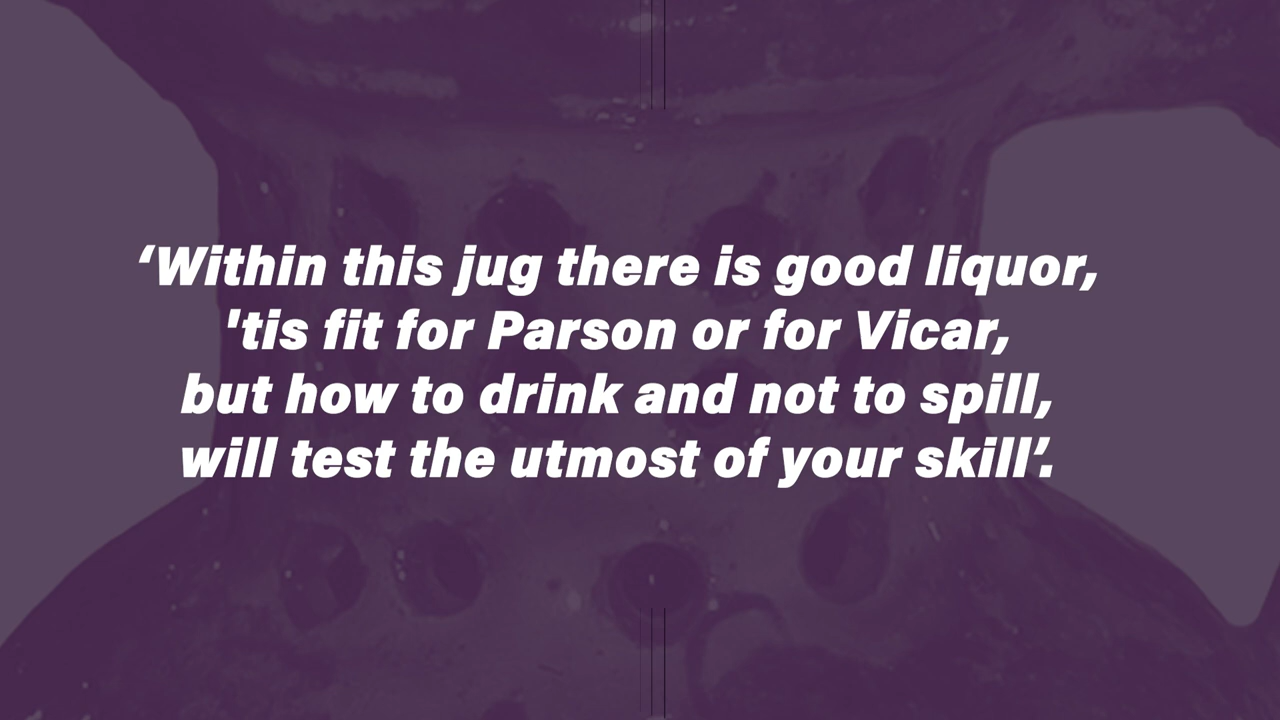 ‘Within this jug there is good liquor,
'tis fit for Parson or for Vicar,
but how to drink and not to spill,
will test the utmost of your skill’.